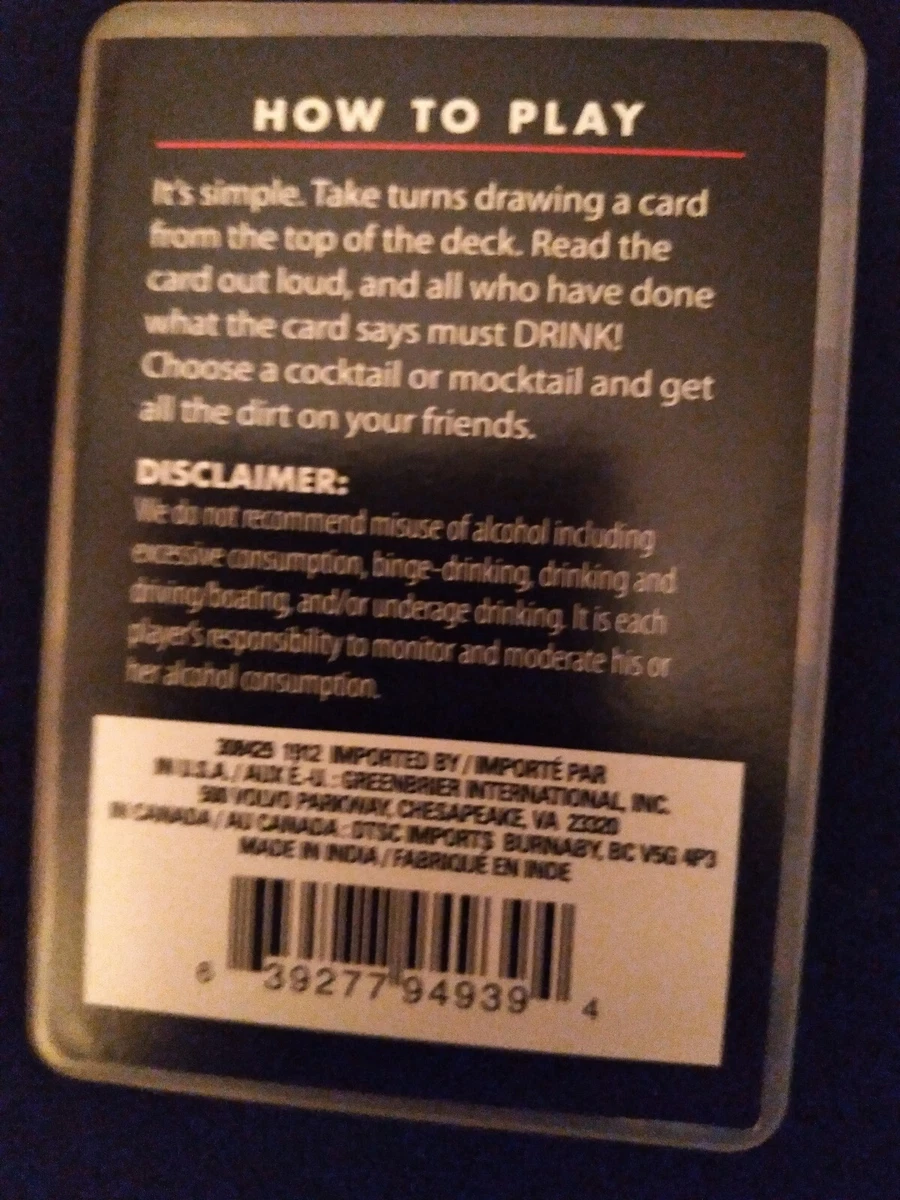 HOW TO PLAY
It's simple. Take turns drawing a card
from the top of the deck. Read the
card out loud, and all who have done
what the card says must DRINK!
Choose a cocktail or mocktail and get
all the dirt on your friends.
DISCLAIMER:
We do not recommend misuse of alcohol including
excessive consumption, binge-drinking, drinking and
driving/boating, and/or underage drinking. It is each
player's responsibility to monitor and moderate his or
her alcohol consumption.
308425 1912 IMPORTED BY / IMPORTÉ PAR
IN U.S.A. / AUX É.-U. : GREENBRIER INTERNATIONAL, INC.
500 VOLVO PARKWAY, CHESAPEAKE, VA 23320
IN CANADA / AU CANADA : DTSC IMPORTS BURNABY, BC V5G 4P3
MADE IN INDIA / FABRIQUÉ EN INDE
6 39277 94939 4